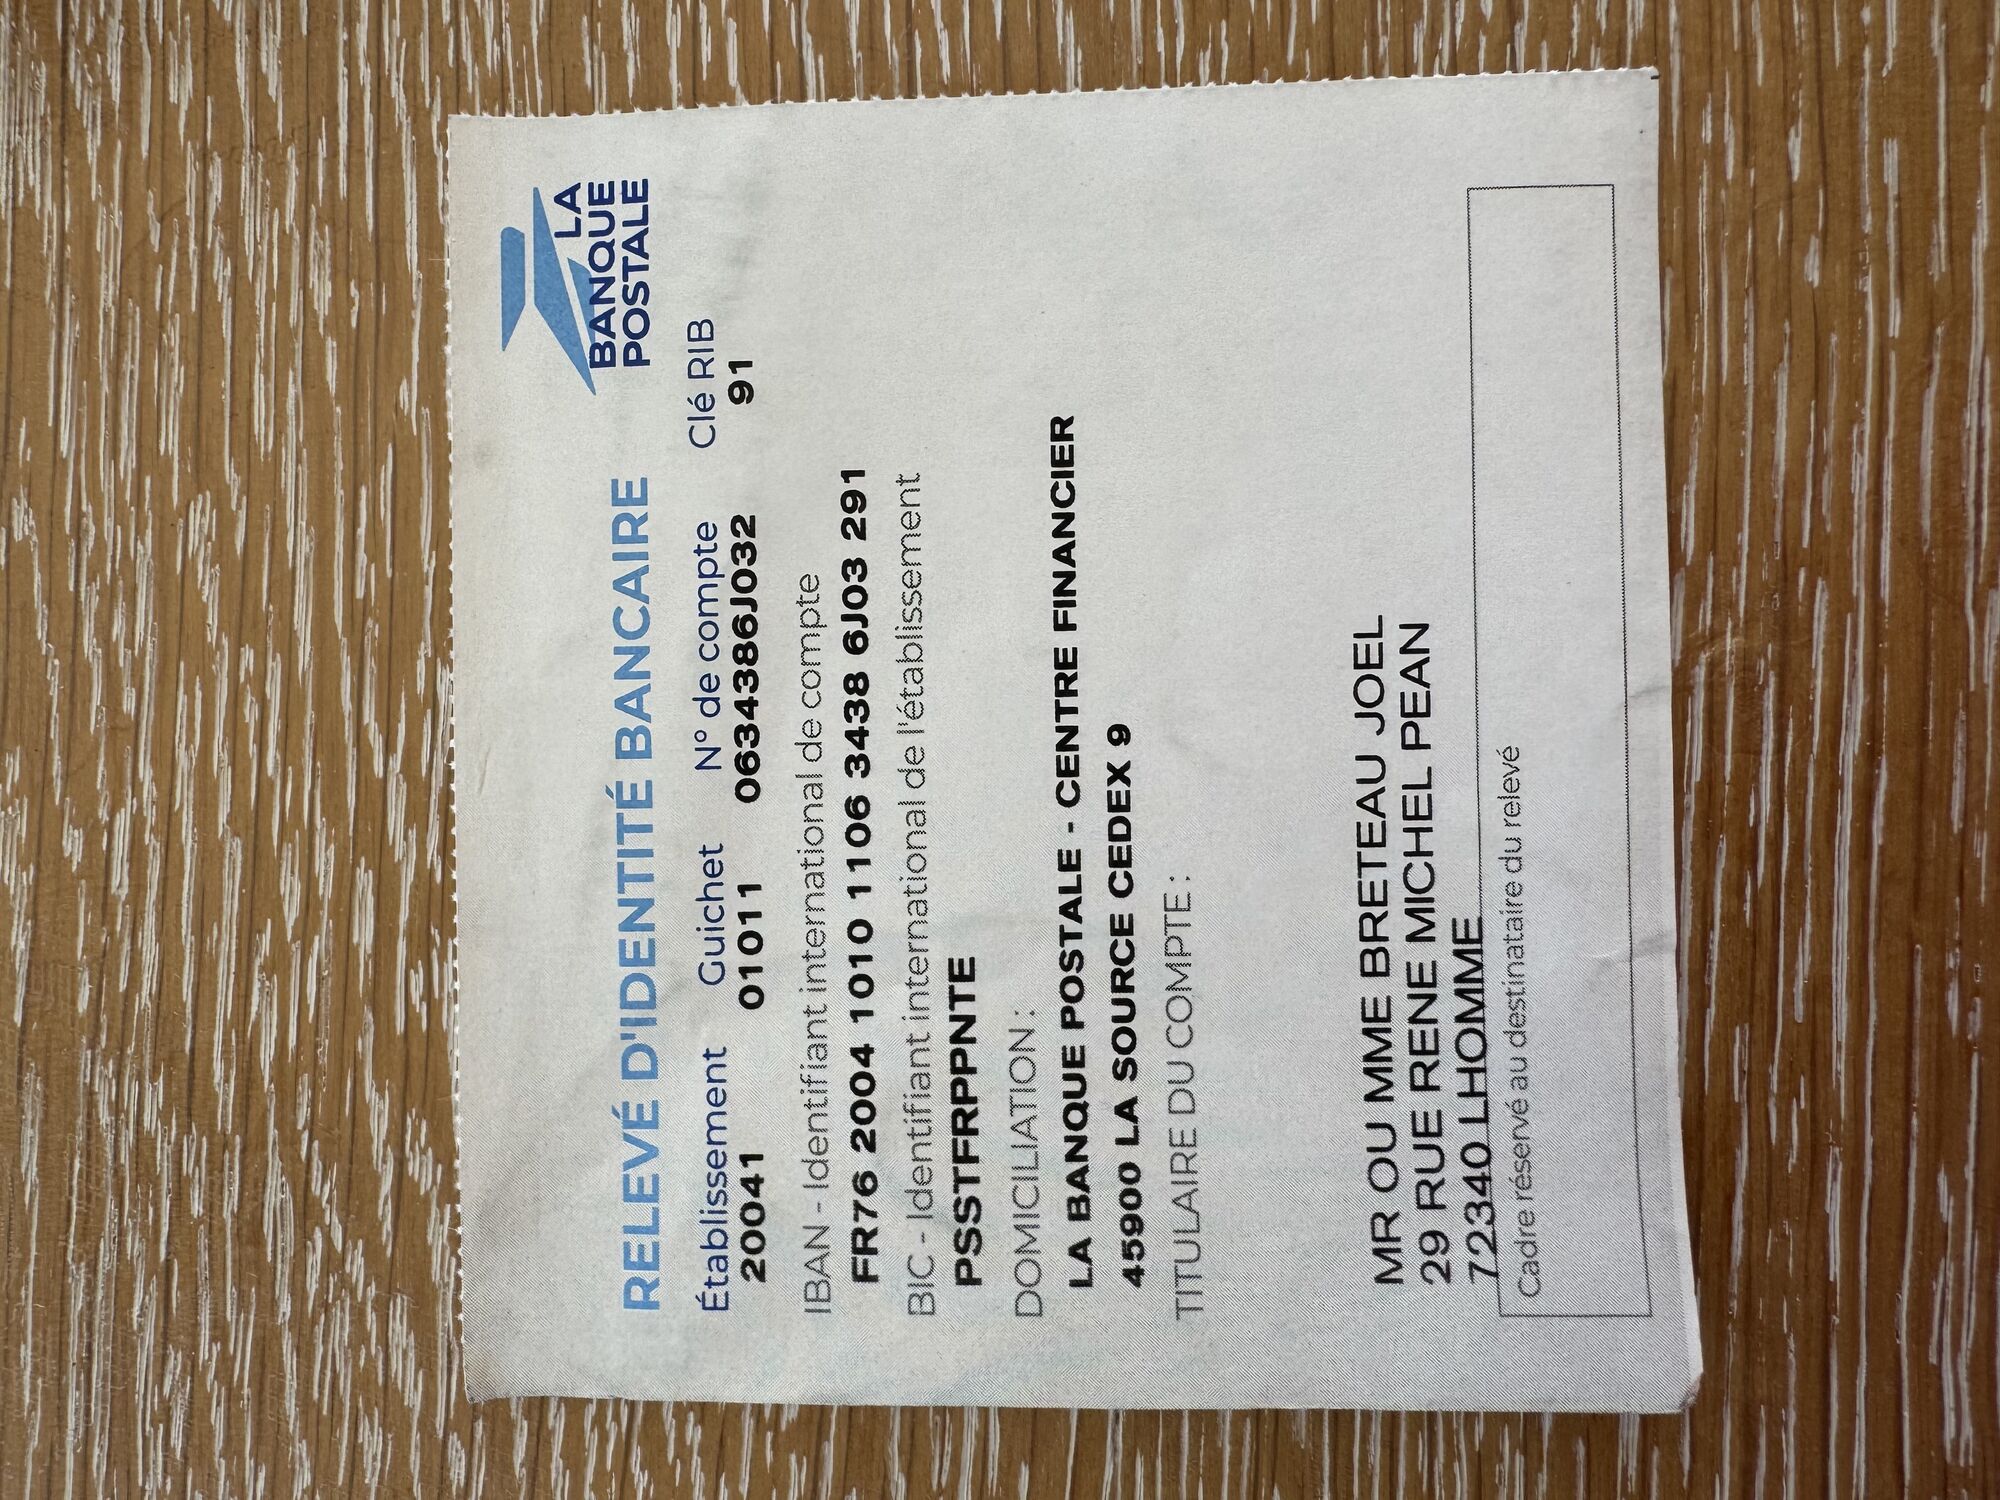 LA
BANQUE
POSTALE
RELEVÉ D'IDENTITÉ BANCAIRE
Établissement Guichet N° de compte Clé RIB
20041 01011 0634386J032 91
IBAN - Identifiant international de compte
FR76 2004 1010 1106 3438 6J03 291
BIC - Identifiant international de l'établissement
PSSTFRPPNTE
DOMICILIATION :
LA BANQUE POSTALE - CENTRE FINANCIER
45900 LA SOURCE CEDEX 9
TITULAIRE DU COMPTE :
MR OU MME BRETEAU JOEL
29 RUE RENE MICHEL PEAN
72340 LHOMME
Cadre réservé au destinataire du relevé